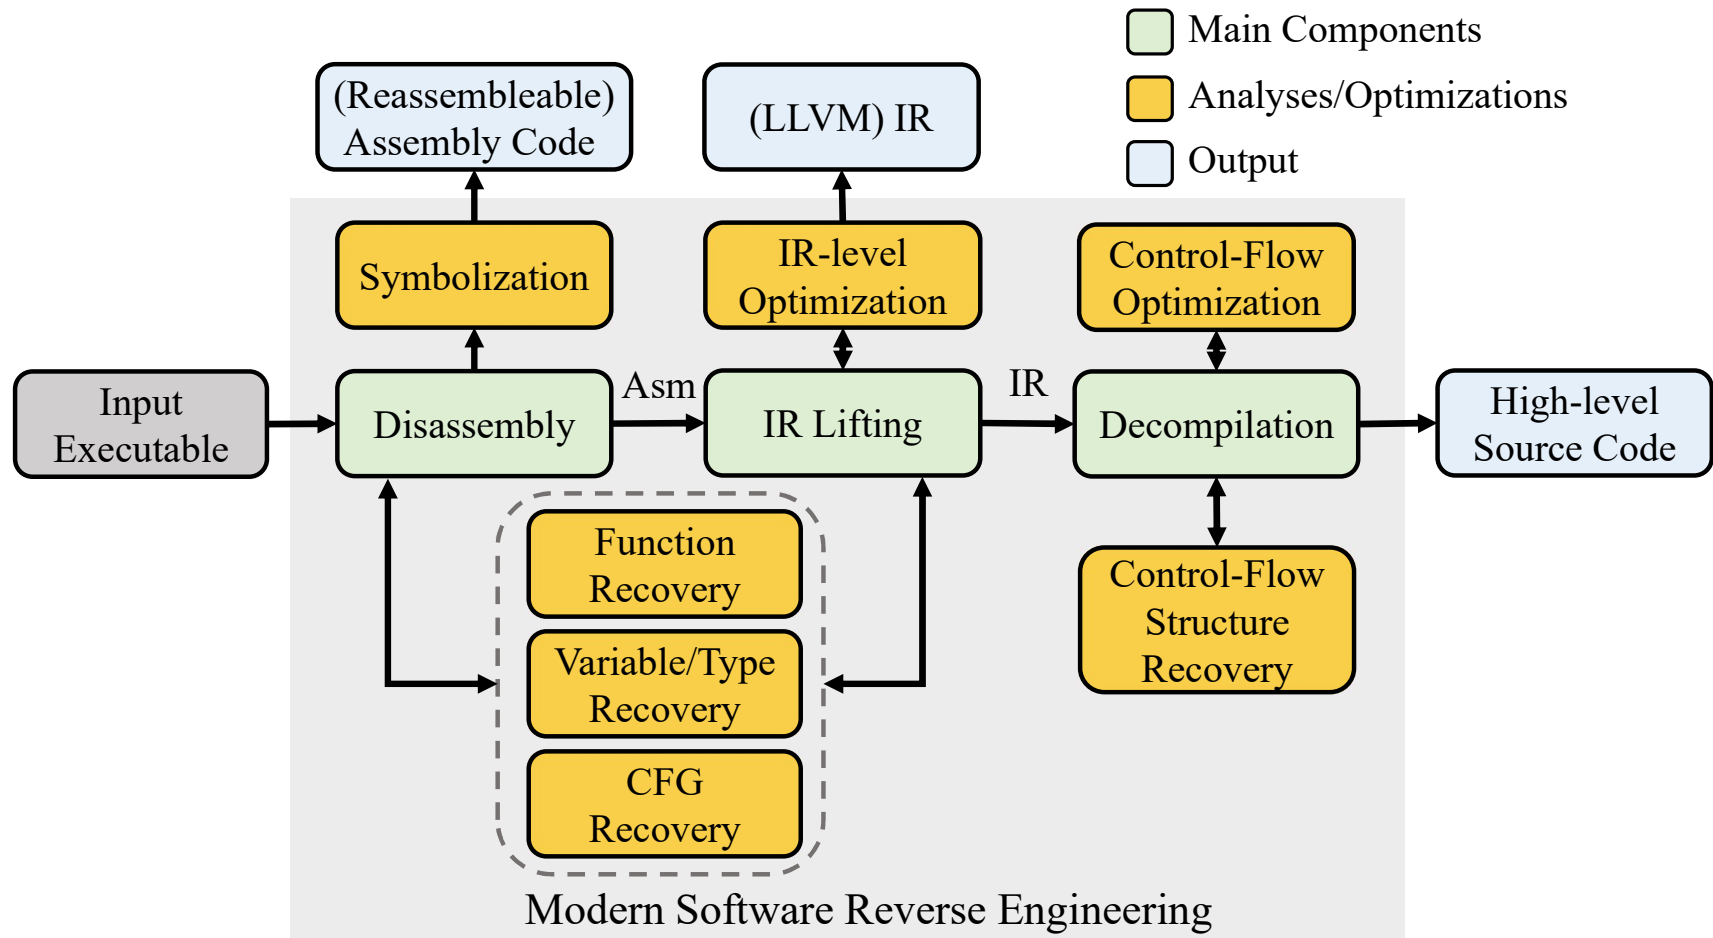 Main Components
Analyses/Optimizations
Output
(Reassembleable)
Assembly Code
(LLVM) IR
Symbolization
IR-level
Optimization
Control-Flow
Optimization
Input
Executable
Disassembly
Asm
IR Lifting
IR
Decompilation
High-level
Source Code
Function
Recovery
Variable/Type
Recovery
CFG
Recovery
Control-Flow
Structure
Recovery
Modern Software Reverse Engineering